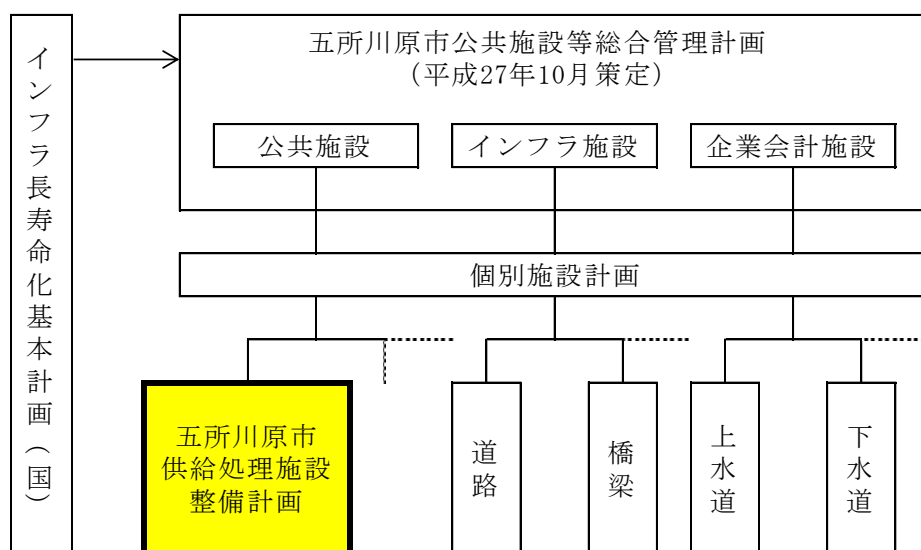 インフラ長寿命化基本計画(国)
五所川原市公共施設等総合管理計画
(平成27年10月策定)
公共施設
インフラ施設
企業会計施設
個別施設計画
五所川原市
供給処理施設
整備計画
道路
橋梁
上水道
下水道